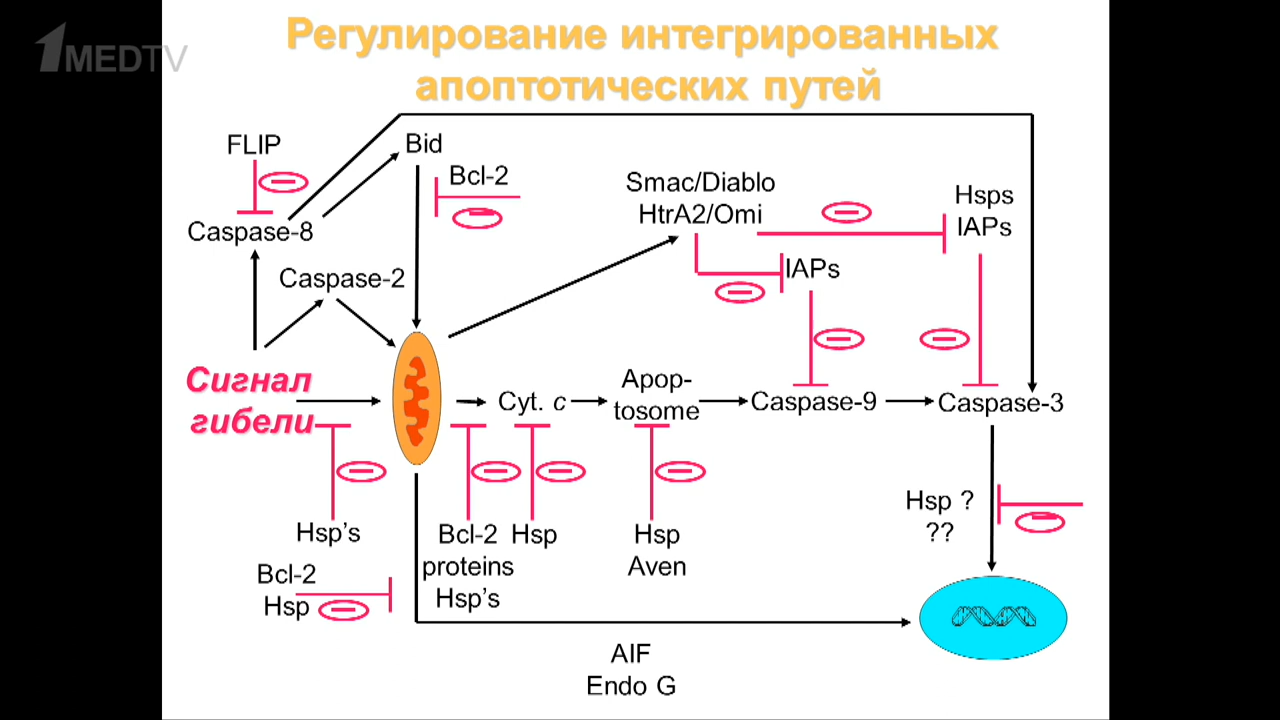 1MEDTV
Регулирование интегрированных
апоптотических путей
FLIP
Bid
Bcl-2
Smac/Diablo
HtrA2/Omi
Hsps
IAPs
Caspase-8
IAPs
Caspase-2
Сигнал
гибели
Cyt. c
Apop-
tosome
Caspase-9
Caspase-3
Hsp ?
??
Hsp's
Bcl-2
proteins
Hsp's
Hsp
Hsp
Aven
Bcl-2
Hsp
AIF
Endo G